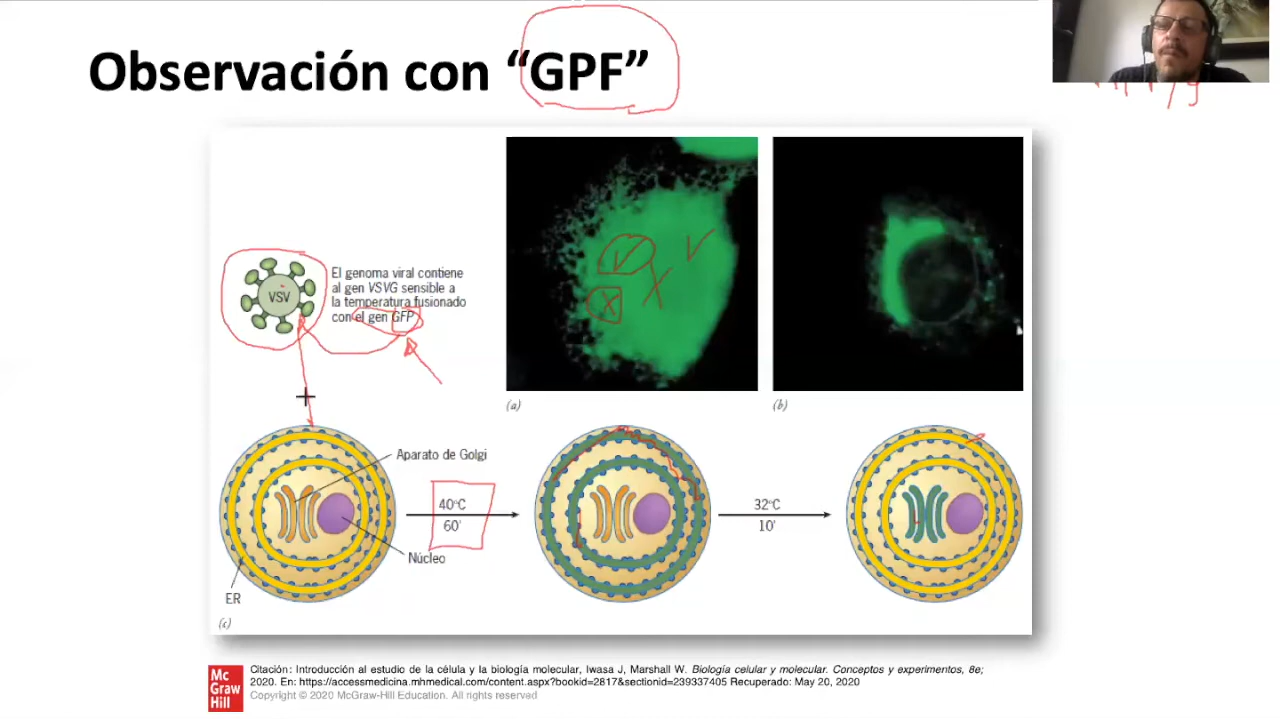 Observación con “GPF”
VSV
El genoma viral contiene
al gen VSVG sensible a
la temperatura fusionado
con el gen GFP
(a)
(b)
Aparato de Golgi
40°C
60'
Núcleo
ER
32°C
10'
(c)
Mc
Graw
Hill
Citación: Introducción al estudio de la célula y la biología molecular, Iwasa J, Marshall W. Biología celular y molecular. Conceptos y experimentos, 8e;
2020. En: https://accessmedicina.mhmedical.com/content.aspx?bookid=2817&sectionid=239337405 Recuperado: May 20, 2020
Copyright © 2020 McGraw-Hill Education. All rights reserved